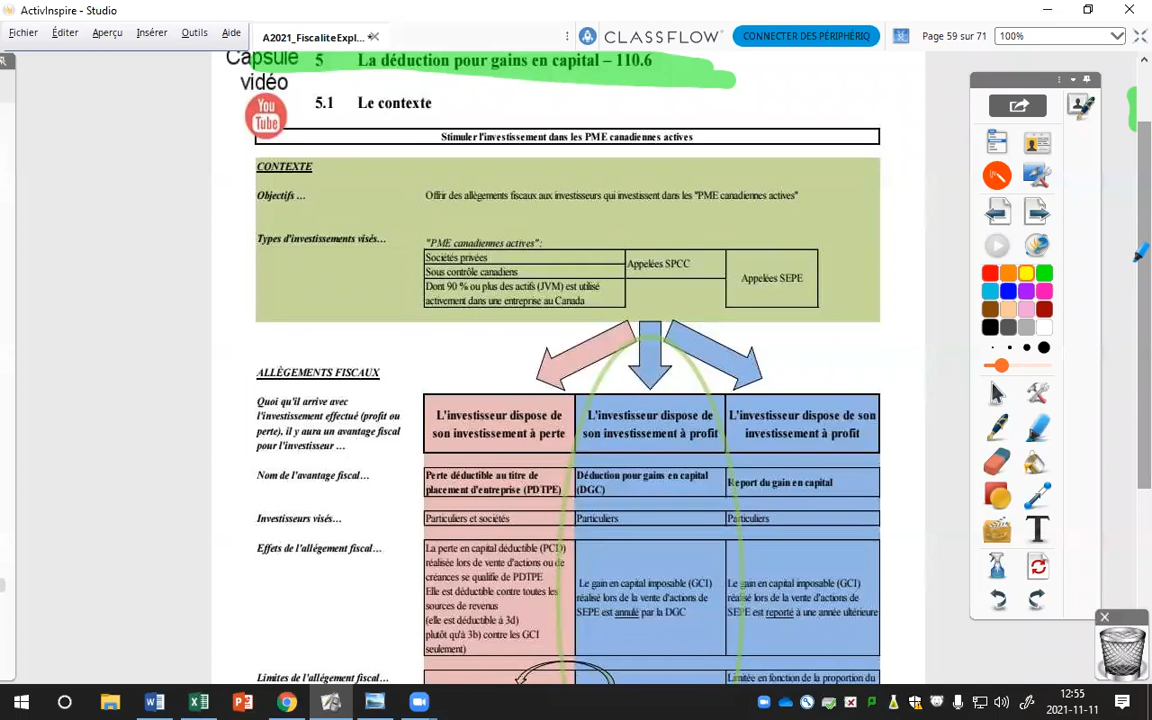 ActivInspire - Studio
Fichier Éditer Aperçu Insérer Outils Aide
A2021_FiscaliteExpl...
CLASSFLOW
CONNECTER DES PÉRIPHÉRIQ
Page 59 sur 71
100%
Capsule
vidéo
You
Tube
5 La déduction pour gains en capital – 110.6
5.1 Le contexte
Stimuler l'investissement dans les PME canadiennes actives
CONTEXTE
Objectifs ...
Offrir des allègements fiscaux aux investisseurs qui investissent dans les "PME canadiennes actives"
Types d'investissements visés...
"PME canadiennes actives":
Sociétés privées
Sous contrôle canadiens
Dont 90 % ou plus des actifs (JVM) est utilisé
activement dans une entreprise au Canada
Appelées SPCC
Appelées SEPE
ALLÈGEMENTS FISCAUX
Quoi qu'il arrive avec
l'investissement effectué (profit ou
perte), il y aura un avantage fiscal
pour l'investisseur ...
L'investisseur dispose de
son investissement à perte
L'investisseur dispose de
son investissement à profit
L'investisseur dispose de son
investissement à profit
Nom de l'avantage fiscal...
Perte déductible au titre de
placement d'entreprise (PDTPE)
Déduction pour gains en capital
(DGC)
Report du gain en capital
Investisseurs visés...
Particuliers et sociétés
Particuliers
Particuliers
Effets de l'allégement fiscal...
La perte en capital déductible (PCD)
réalisée lors de vente d'actions ou de
créances se qualifie de PDTPE
Elle est déductible contre toutes les
sources de revenus
(elle est déductible à 3d)
plutôt qu'à 3b) contre les GCI
seulement)
Le gain en capital imposable (GCI)
réalisé lors de la vente d'actions de
SEPE est annulé par la DGC
Le gain en capital imposable (GCI)
réalisé lors de la vente d'actions de
SEPE est reporté à une année ultérieure
Limites de l'allégement fiscal...
Limitée en fonction de la proportion du
12:55
2021-11-11